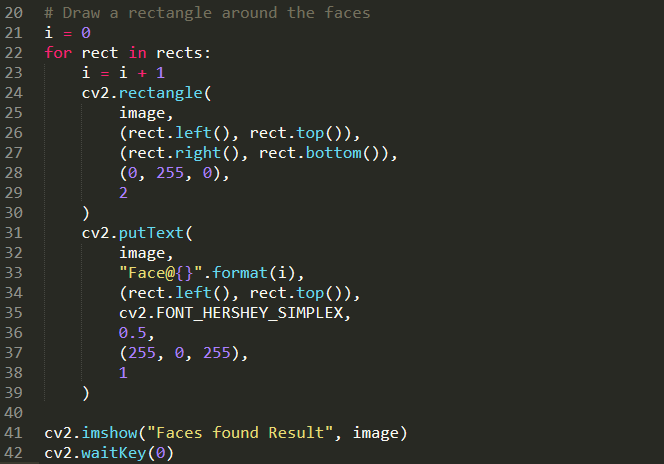 20 # Draw a rectangle around the faces
21 i = 0
22 for rect in rects:
23     i = i + 1
24     cv2.rectangle(
25         image,
26         (rect.left(), rect.top()),
27         (rect.right(), rect.bottom()),
28         (0, 255, 0),
29         2
30     )
31     cv2.putText(
32         image,
33         "Face@{}".format(i),
34         (rect.left(), rect.top()),
35         cv2.FONT_HERSHEY_SIMPLEX,
36         0.5,
37         (255, 0, 255),
38         1
39     )
40
41 cv2.imshow("Faces found Result", image)
42 cv2.waitKey(0)